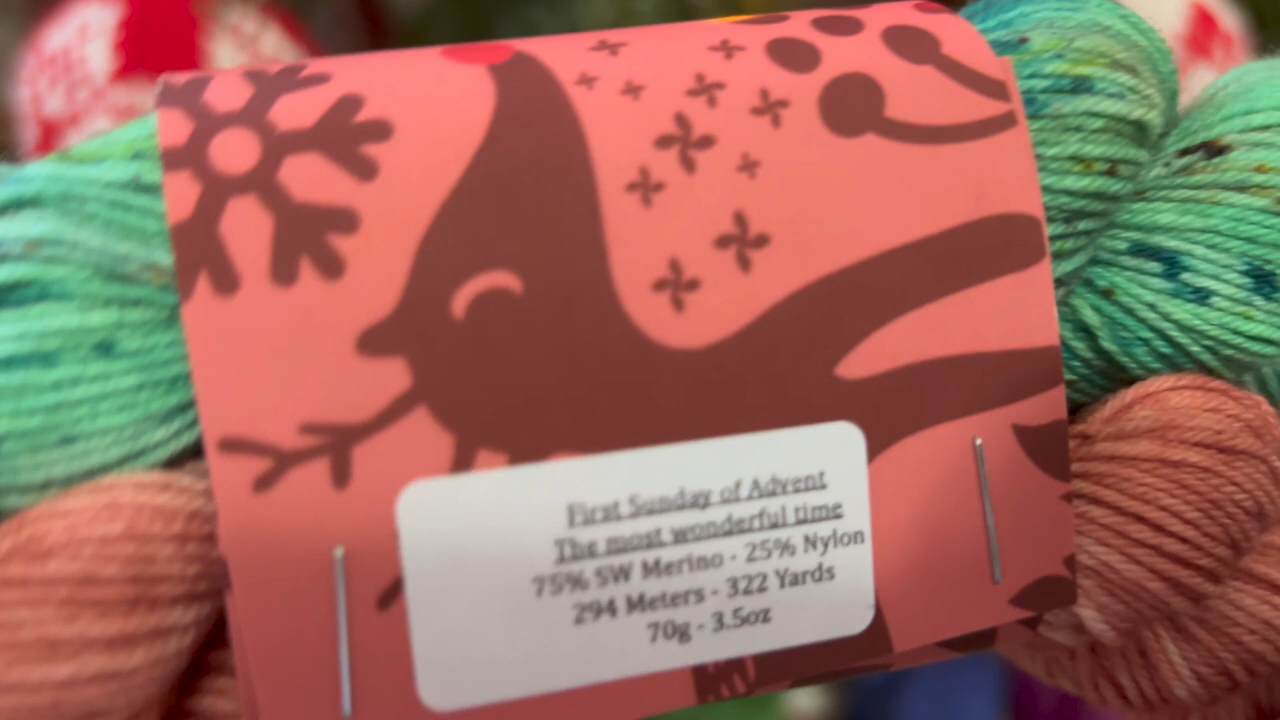 First Sunday of Advent
The most wonderful time
75% SW Merino - 25% Nylon
294 Meters - 322 Yards
70g - 3.5oz